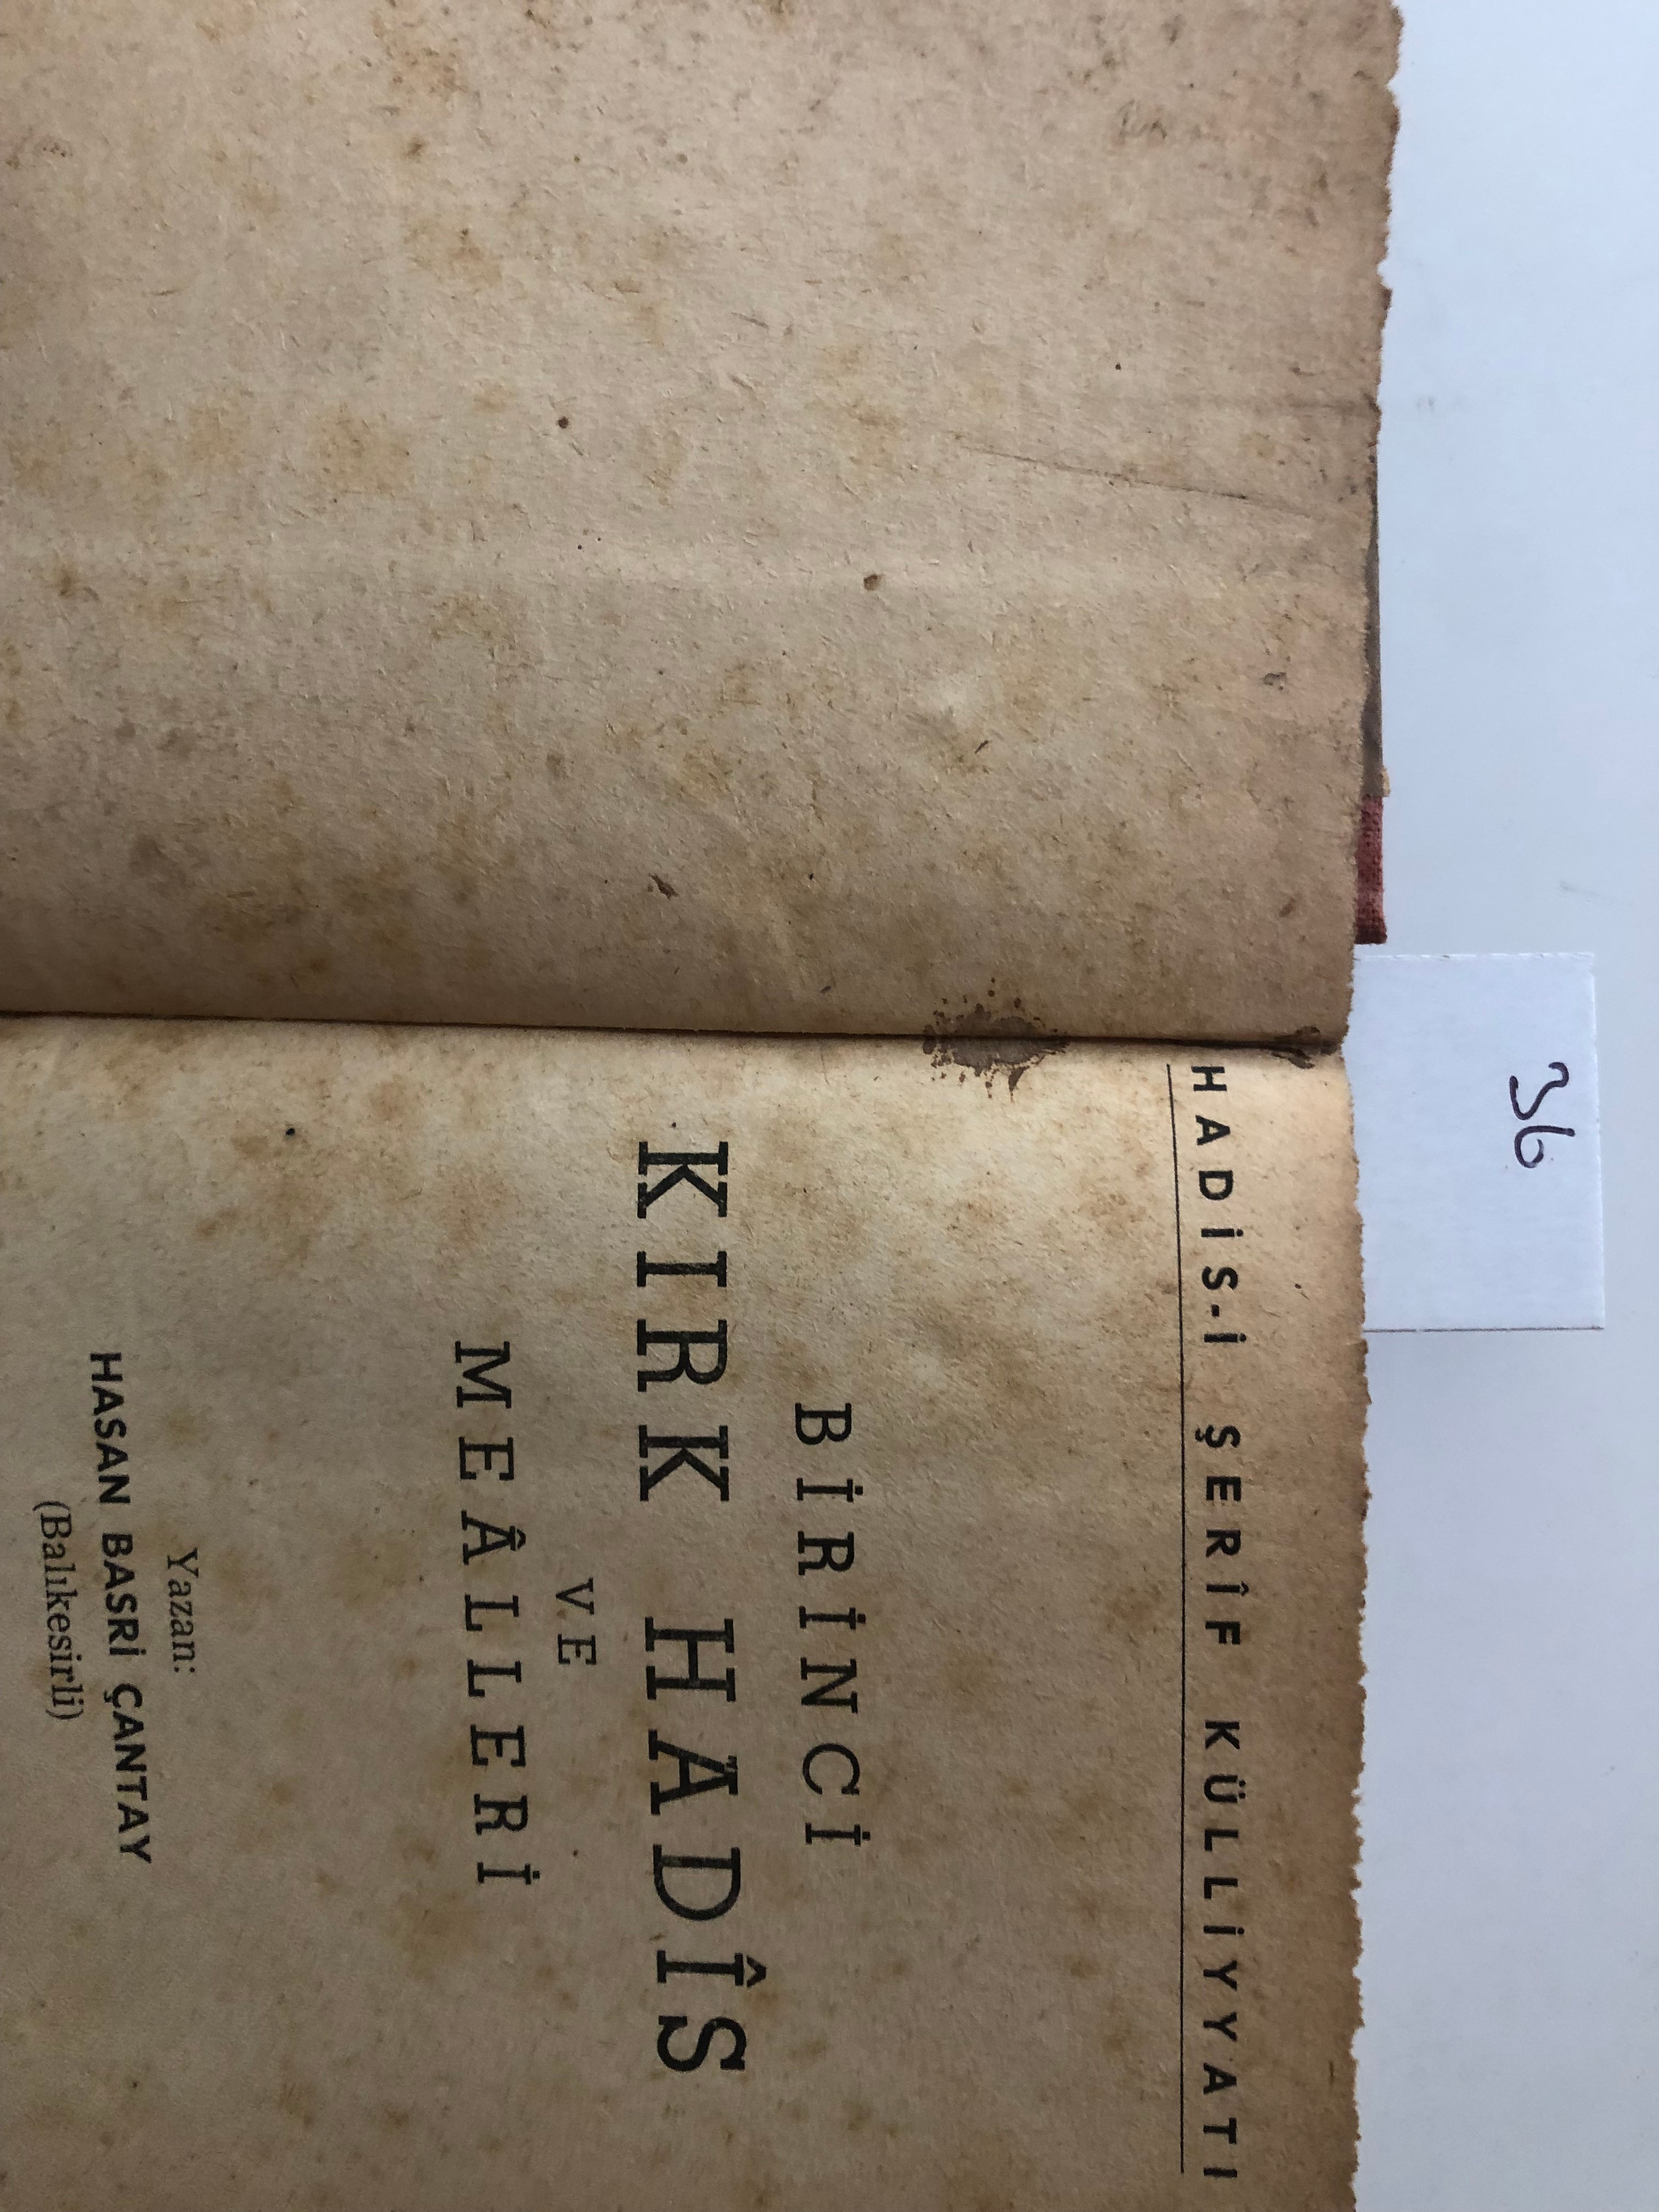 36
HADİS-İ ŞERÎF KÜLLİYYATI
BİRİNCİ
KIRK HADÎS
VE
MEÂLLERİ
Yazan:
HASAN BASRİ ÇANTAY
(Balıkesirli)